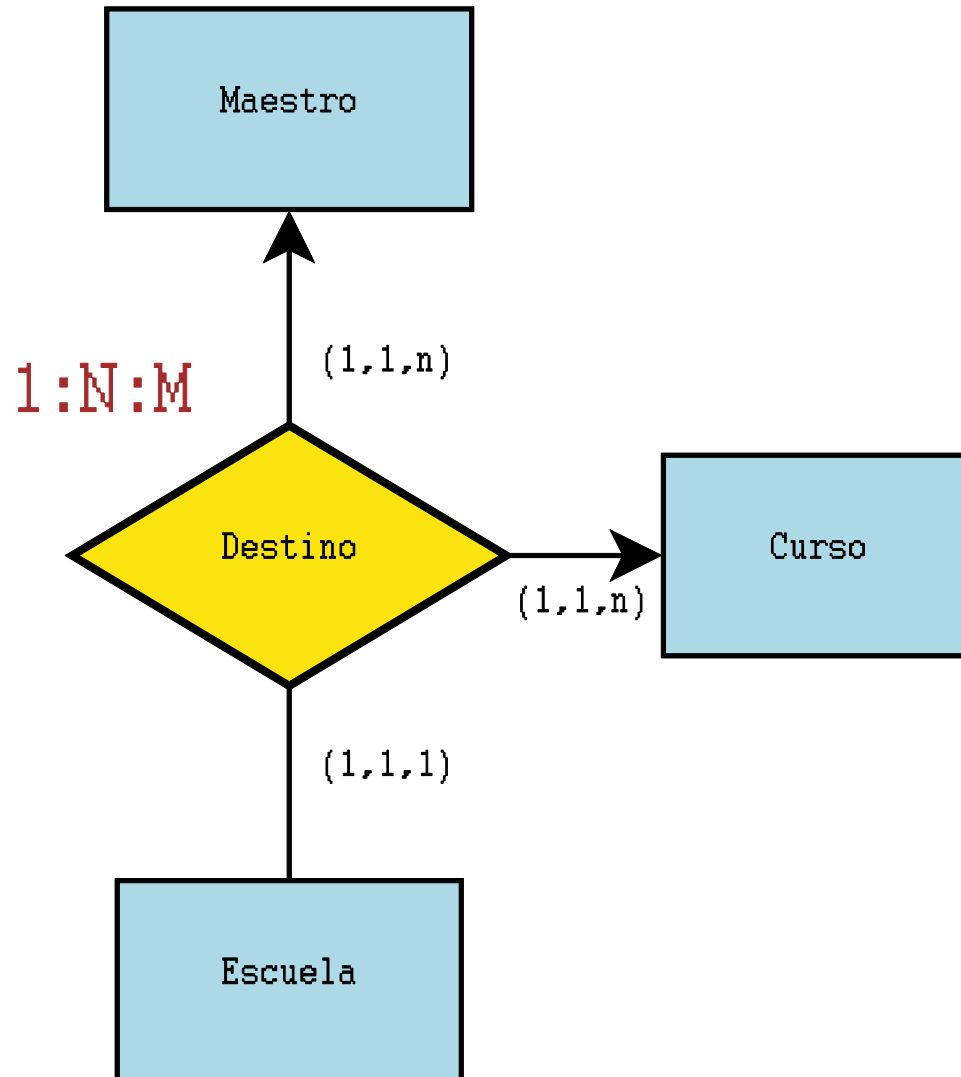 Maestro
(1,1,n)
1:N:M
Destino
Curso
(1,1,n)
(1,1,1)
Escuela